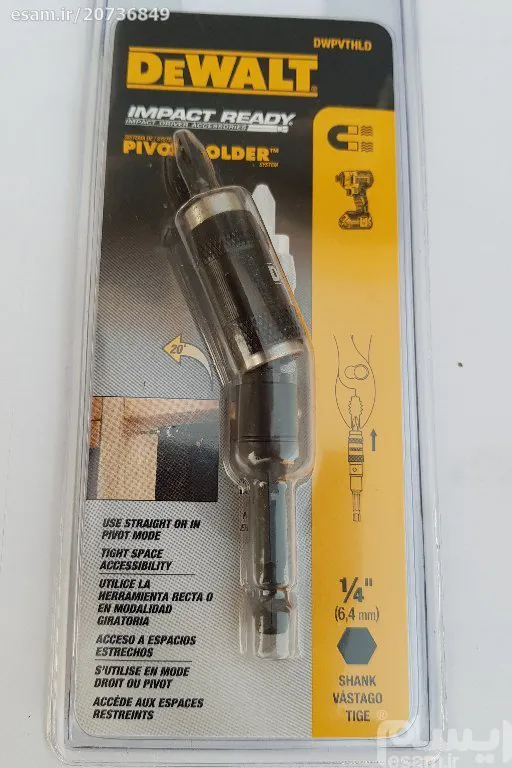 esam.ir/20736849
DWPVTHLD
DEWALT
IMPACT READY
IMPACT DRIVER ACCESSORIES
SYSTEM
20°
USE STRAIGHT OR IN
PIVOT MODE
TIGHT SPACE
ACCESSIBILITY
UTILICE LA
HERRAMIENTA RECTA O
EN MODALIDAD
GIRATORIA
ACCESO A ESPACIOS
ESTRECHOS
S'UTILISE EN MODE
DROIT OU PIVOT
ACCÈDE AUX ESPACES
RESTREINTS
1/4"
(6,4 mm)
SHANK
VÁSTAGO
TIGE
ایسام
esam.ir